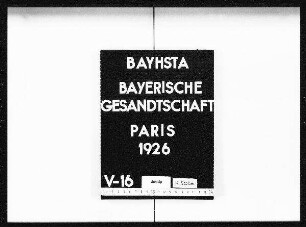 BAYHSTA
BAYERISCHE
GESANDTSCHAFT
PARIS
1926
V-16